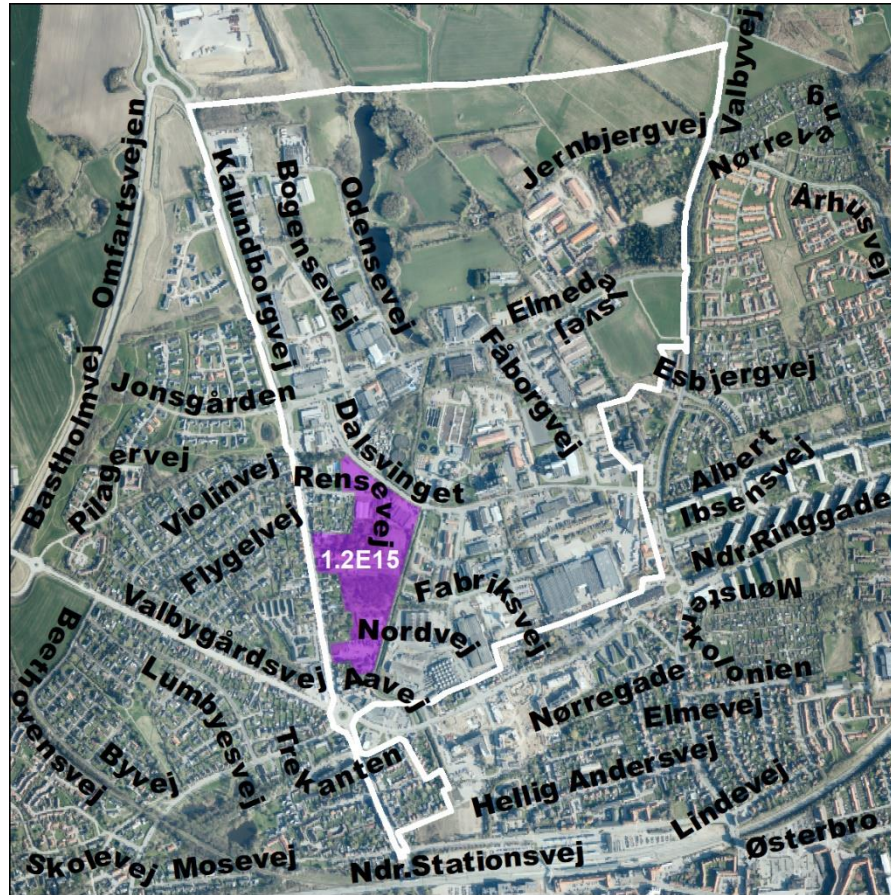 Valbyvej
Nørrevang
Omfartsvejen
Kalundborgvej
Bogensevej
Odensevej
Jernbjergvej
Århusvej
Elmedalsvej
Fåborgvej
Esbjergvej
Jonsgården
Dalsvinget
Bastholmvej
Pilagervej
Violinvej
Rensevej
Albert
Ibsensvej
Flygelvej
1.2E15
Ndr.Ringgade
Fabriksvej
Mønsterkolonien
Valbygårdsvej
Nordvej
Beethovensvej
Lumbyesvej
Aavej
Nørregade
Elmevej
Byvej
Trekanten
Hellig Andersvej
Lindevej
Skolevej
Mosevej
Ndr.Stationsvej
Østerbro